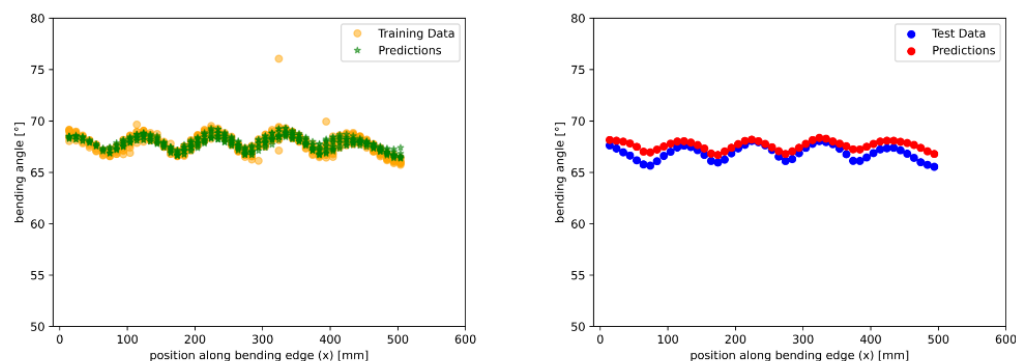 80
75
70
65
60
55
50
bending angle [°]
0 100 200 300 400 500 600
position along bending edge (x) [mm]
Training Data
Predictions
80
75
70
65
60
55
50
bending angle [°]
0 100 200 300 400 500 600
position along bending edge (x) [mm]
Test Data
Predictions